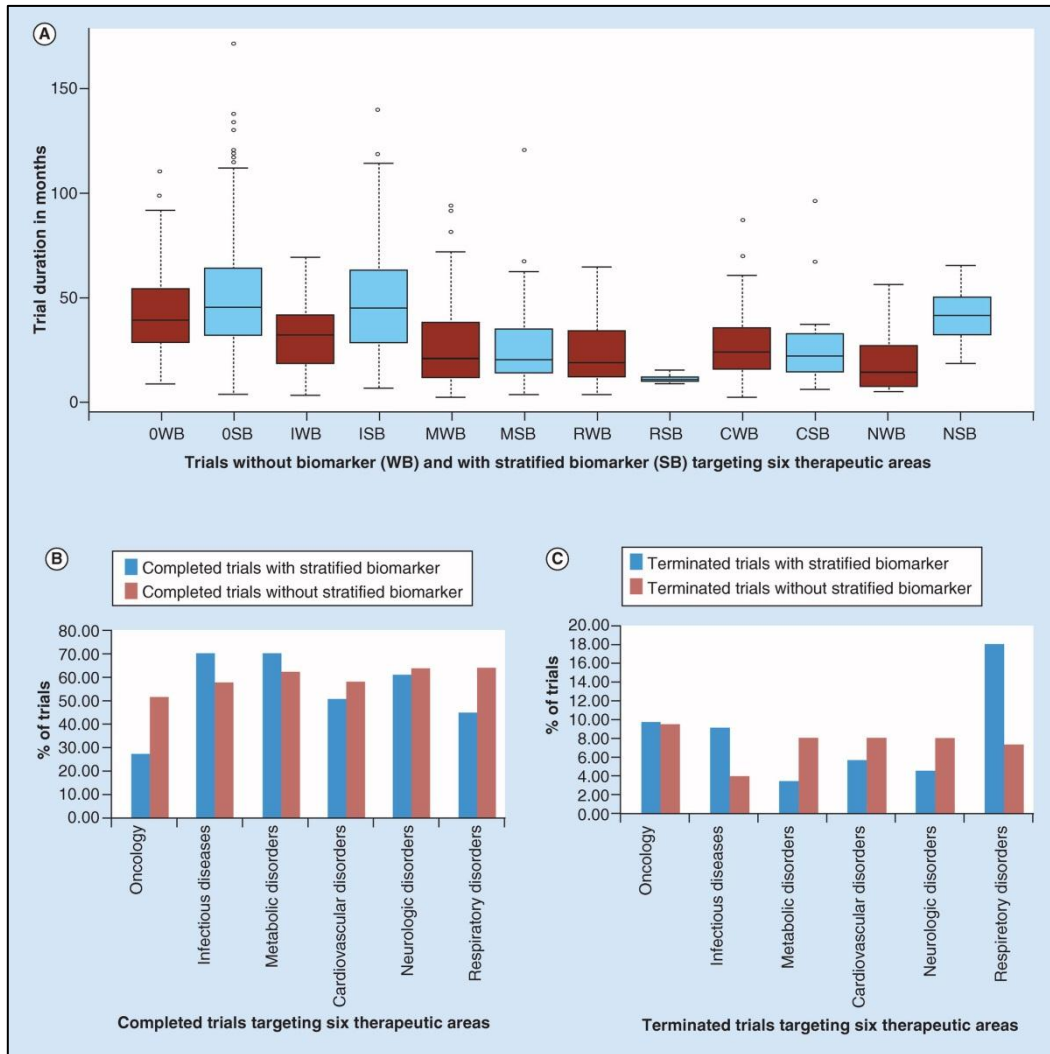 A
Trial duration in months
150
100
50
0
0WB 0SB IWB ISB MWB MSB RWB RSB CWB CSB NWB NSB
Trials without biomarker (WB) and with stratified biomarker (SB) targeting six therapeutic areas
B
Completed trials with stratified biomarker
Completed trials without stratified biomarker
% of trials
80.00
70.00
60.00
50.00
40.00
30.00
20.00
10.00
0.00
Oncology
Infectious diseases
Metabolic disorders
Cardiovascular disorders
Neurologic disorders
Respiratory disorders
Completed trials targeting six therapeutic areas
C
Terminated trials with stratified biomarker
Terminated trials without stratified biomarker
% of trials
20.00
18.00
16.00
14.00
12.00
10.00
8.00
6.00
4.00
2.00
0.00
Oncology
Infectious diseases
Metabolic disorders
Cardiovascular disorders
Neurologic disorders
Respiretory disorders
Terminated trials targeting six therapeutic areas